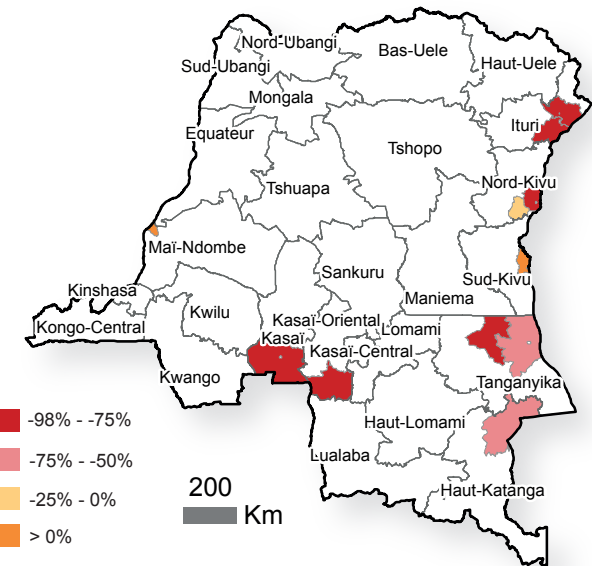 Nord-Ubangi
Bas-Uele
Haut-Uele
Sud-Ubangi
Mongala
Ituri
Equateur
Tshopo
Tshuapa
Nord-Kivu
Maï-Ndombe
Sankuru
Sud-Kivu
Kinshasa
Maniema
Kwilu
Kasaï-Oriental
Lomami
Kongo-Central
Kasaï
Kasaï-Central
Kwango
Tanganyika
Haut-Lomami
Lualaba
Haut-Katanga
-98% - -75%
-75% - -50%
-25% - 0%
> 0%
200
Km